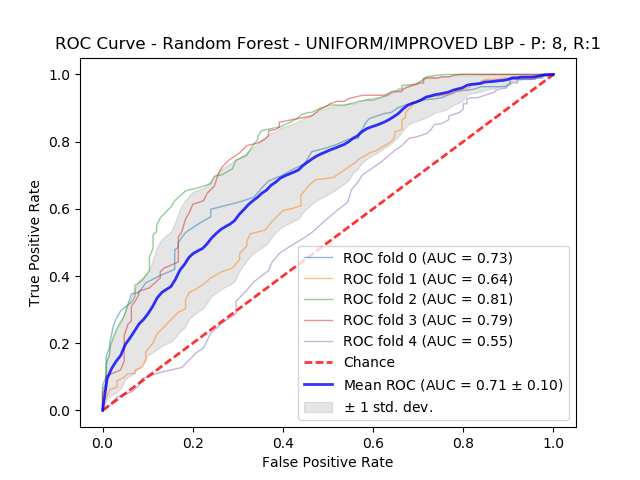 ROC Curve - Random Forest - UNIFORM/IMPROVED LBP - P: 8, R:1
True Positive Rate
1.0
0.8
0.6
0.4
0.2
0.0
ROC fold 0 (AUC = 0.73)
ROC fold 1 (AUC = 0.64)
ROC fold 2 (AUC = 0.81)
ROC fold 3 (AUC = 0.79)
ROC fold 4 (AUC = 0.55)
Chance
Mean ROC (AUC = 0.71 ± 0.10)
± 1 std. dev.
0.0 0.2 0.4 0.6 0.8 1.0
False Positive Rate